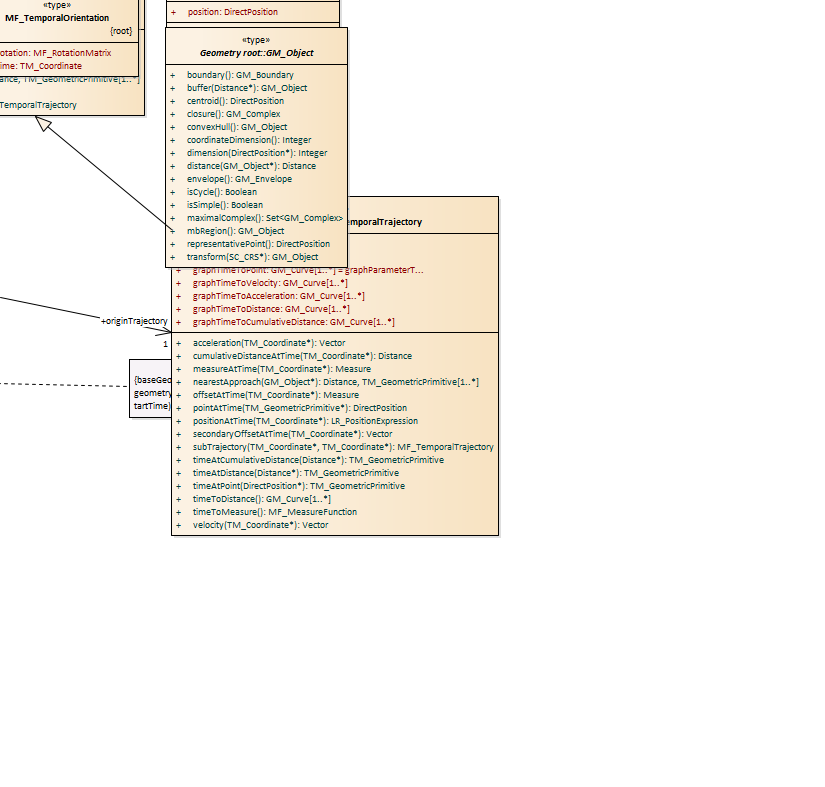 «type»
MF_TemporalOrientation
{root}
otation: MF_RotationMatrix
ime: TM_Coordinate
ance, TM_GeometricPrimitive[1..*]
TemporalTrajectory
+ position: DirectPosition
«type»
Geometry root::GM_Object
+ boundary(): GM_Boundary
+ buffer(Distance*): GM_Object
+ centroid(): DirectPosition
+ closure(): GM_Complex
+ convexHull(): GM_Object
+ coordinateDimension(): Integer
+ dimension(DirectPosition*): Integer
+ distance(GM_Object*): Distance
+ envelope(): GM_Envelope
+ isCycle(): Boolean
+ isSimple(): Boolean
+ maximalComplex(): Set<GM_Complex>
+ mbRegion(): GM_Object
+ representativePoint(): DirectPosition
+ transform(SC_CRS*): GM_Object
emporalTrajectory
+ graphTimeToPoint: GM_Curve[1..*] = graphParameterT...
+ graphTimeToVelocity: GM_Curve[1..*]
+ graphTimeToAcceleration: GM_Curve[1..*]
+ graphTimeToDistance: GM_Curve[1..*]
+ graphTimeToCumulativeDistance: GM_Curve[1..*]
+ acceleration(TM_Coordinate*): Vector
+ cumulativeDistanceAtTime(TM_Coordinate*): Distance
+ measureAtTime(TM_Coordinate*): Measure
+ nearestApproach(GM_Object*): Distance, TM_GeometricPrimitive[1..*]
+ offsetAtTime(TM_Coordinate*): Measure
+ pointAtTime(TM_GeometricPrimitive*): DirectPosition
+ positionAtTime(TM_Coordinate*): LR_PositionExpression
+ secondaryOffsetAtTime(TM_Coordinate*): Vector
+ subTrajectory(TM_Coordinate*, TM_Coordinate*): MF_TemporalTrajectory
+ timeAtCumulativeDistance(Distance*): TM_GeometricPrimitive
+ timeAtDistance(Distance*): TM_GeometricPrimitive
+ timeAtPoint(DirectPosition*): TM_GeometricPrimitive
+ timeToDistance(): GM_Curve[1..*]
+ timeToMeasure(): MF_MeasureFunction
+ velocity(TM_Coordinate*): Vector
+originTrajectory
1
{baseGeo
geometry
tartTime)